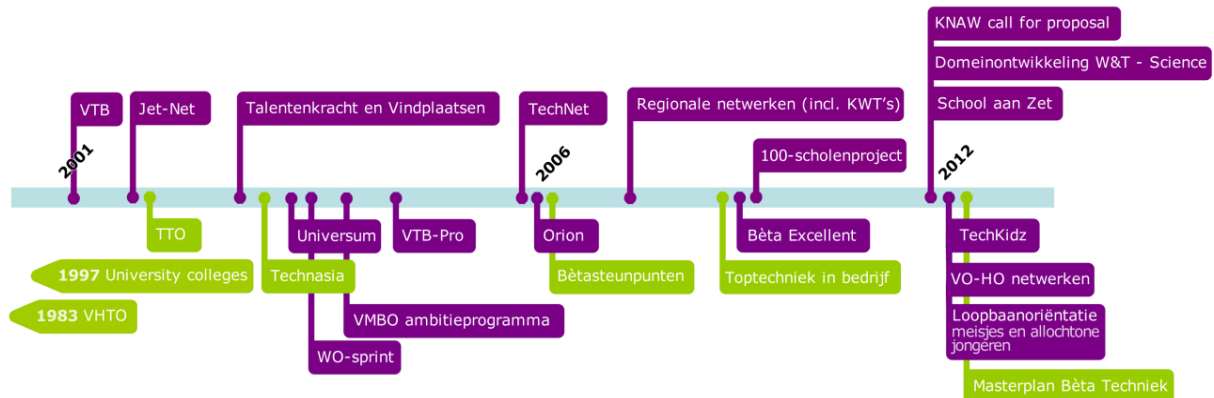 KNAW call for proposal
Domeinontwikkeling W&T - Science
VTB
Jet-Net
Talentenkracht en Vindplaatsen
TechNet
Regionale netwerken (incl. KWT's)
School aan Zet
100-scholenproject
2001
2006
2012
TTO
Universum
VTB-Pro
Orion
Bèta Excellent
TechKidz
1997 University colleges
Technasia
Bètasteunpunten
Toptechniek in bedrijf
VO-HO netwerken
1983 VHTO
VMBO ambitieprogramma
Loopbaanoriëntatie
meisjes en allochtone
jongeren
WO-sprint
Masterplan Bèta Techniek